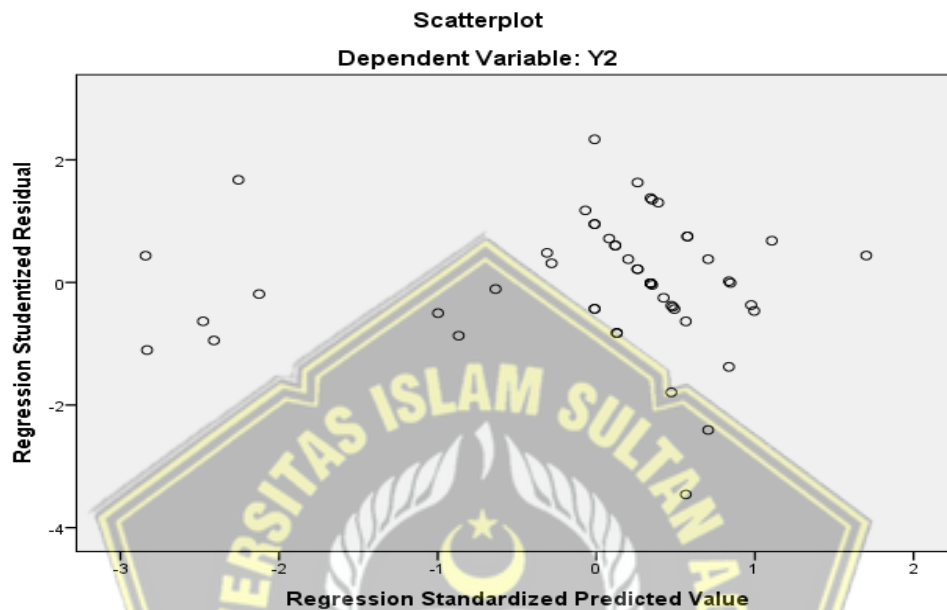 Scatterplot
Dependent Variable: Y2
Regression Studentized Residual
2
0
-2
-4
UNIVERSITAS ISLAM SULTAN
-3
-2
-1
0
1
2
Regression Standardized Predicted Value